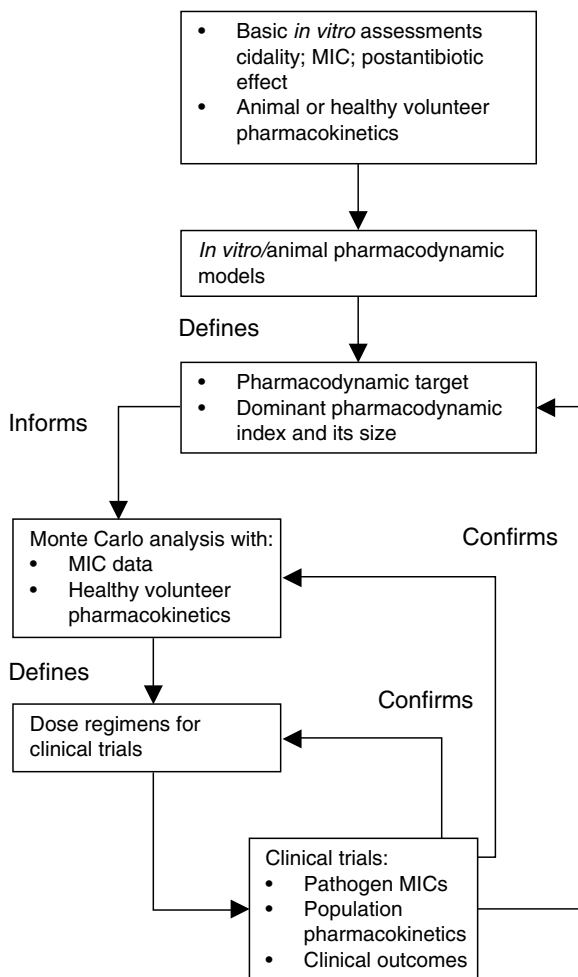 • Basic in vitro assessments
cidality; MIC; postantibiotic
effect
• Animal or healthy volunteer
pharmacokinetics
In vitro/animal pharmacodynamic
models
Defines
• Pharmacodynamic target
• Dominant pharmacodynamic
index and its size
Informs
Monte Carlo analysis with:
• MIC data
• Healthy volunteer
pharmacokinetics
Confirms
Defines
Confirms
Dose regimens for
clinical trials
Clinical trials:
• Pathogen MICs
• Population
pharmacokinetics
• Clinical outcomes